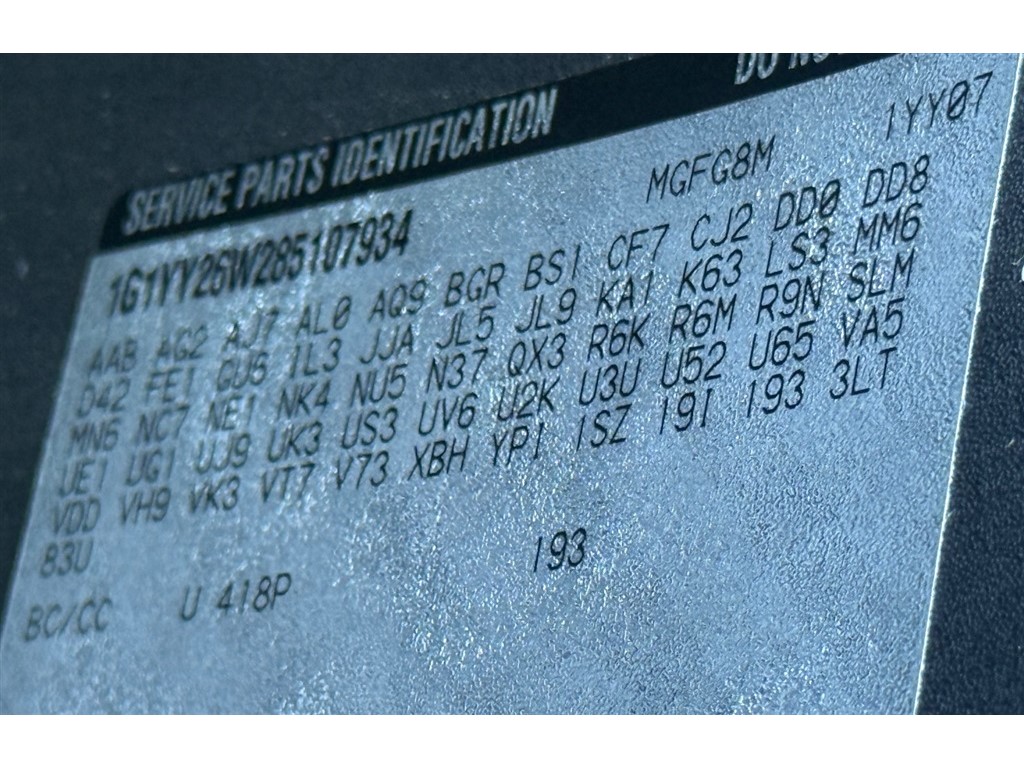 SERVICE PARTS IDENTIFICATION DO NO
1G1YY26W285107934 MGFG8M 1YY07
AAB AG2 AJ7 AL0 AQ9 BGR BS1 CF7 CJ2 DD0 DD8
D42 FE1 GU6 IL3 JJA JL5 JL9 KA1 K63 LS3 MM6
MN6 NC7 NE1 NK4 NU5 N37 QX3 R6K R6M R9N SLM
UE1 UG1 UJ9 UK3 US3 UV6 U2K U3U U52 U65 VA5
VDD VH9 VK3 VT7 V73 XBH YP1 1SZ 19I 193 3LT
83U
BC/CC U 418P 193